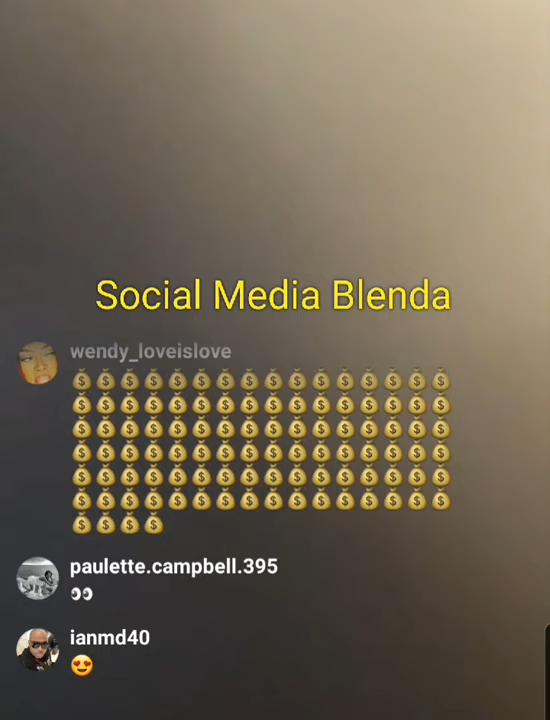 Social Media Blenda
wendy_loveislove
💰💰💰💰💰💰💰💰💰💰💰💰💰💰💰💰
💰💰💰💰💰💰💰💰💰💰💰💰💰💰💰💰
💰💰💰💰💰💰💰💰💰💰💰💰💰💰💰💰
💰💰💰💰💰💰💰💰💰💰💰💰💰💰💰💰
💰💰💰💰💰💰💰💰💰💰💰💰💰💰💰💰
💰💰💰💰💰💰💰💰💰💰💰💰💰💰💰💰
💰💰💰💰
paulette.campbell.395
👀
ianmd40
😍